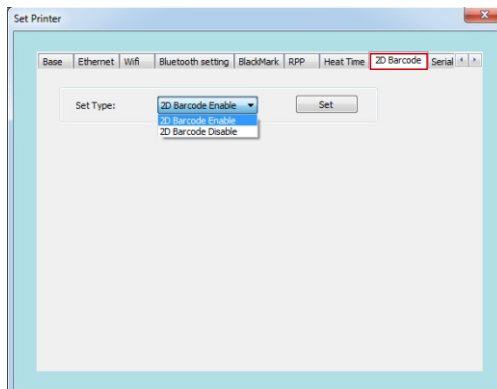 Set Printer
Base Ethernet Wifi Bluetooth setting BlackMark RPP Heat Time 2D Barcode Serial
Set Type: 2D Barcode Enable Set
2D Barcode Enable
2D Barcode Disable